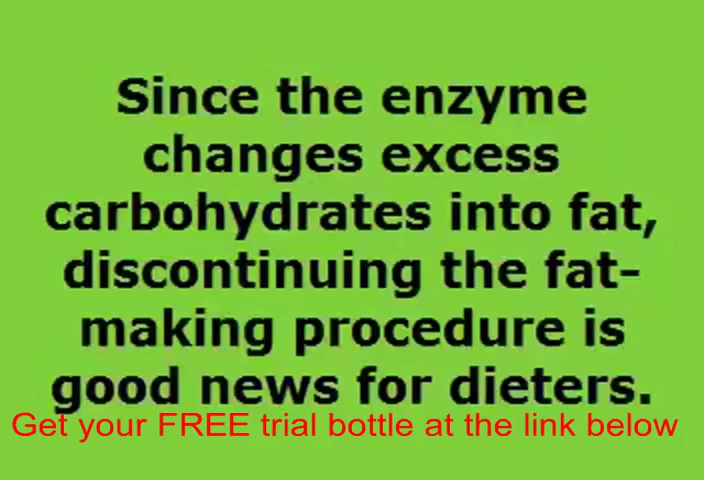 Since the enzyme
changes excess
carbohydrates into fat,
discontinuing the fat-
making procedure is
good news for dieters.
Get your FREE trial bottle at the link below